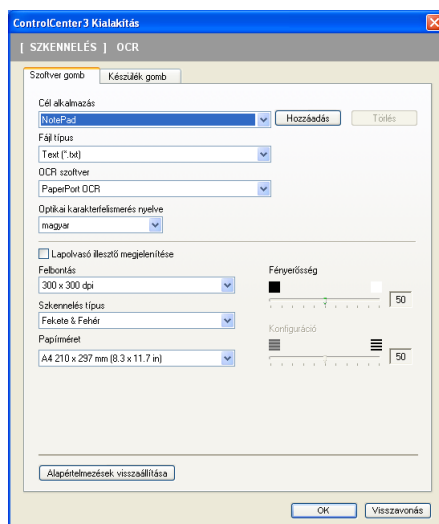 ControlCenter3 Kialakítás
[ SZKENNELÉS ] OCR
Szoftver gomb Készülék gomb
Cél alkalmazás
NotePad Hozzáadás Törlés
Fájl típus
Text (*.txt)
OCR szoftver
PaperPort OCR
Optikai karakterfelismerés nyelve
magyar
Lapolvasó illesztő megjelenítése
Felbontás Fényerősség
300 x 300 dpi
50
Szkennelés típus
Fekete & Fehér
Konfiguráció
Papírméret
A4 210 x 297 mm (8.3 x 11.7 in) 50
Alapértelmezések visszaállítása
OK Visszavonás